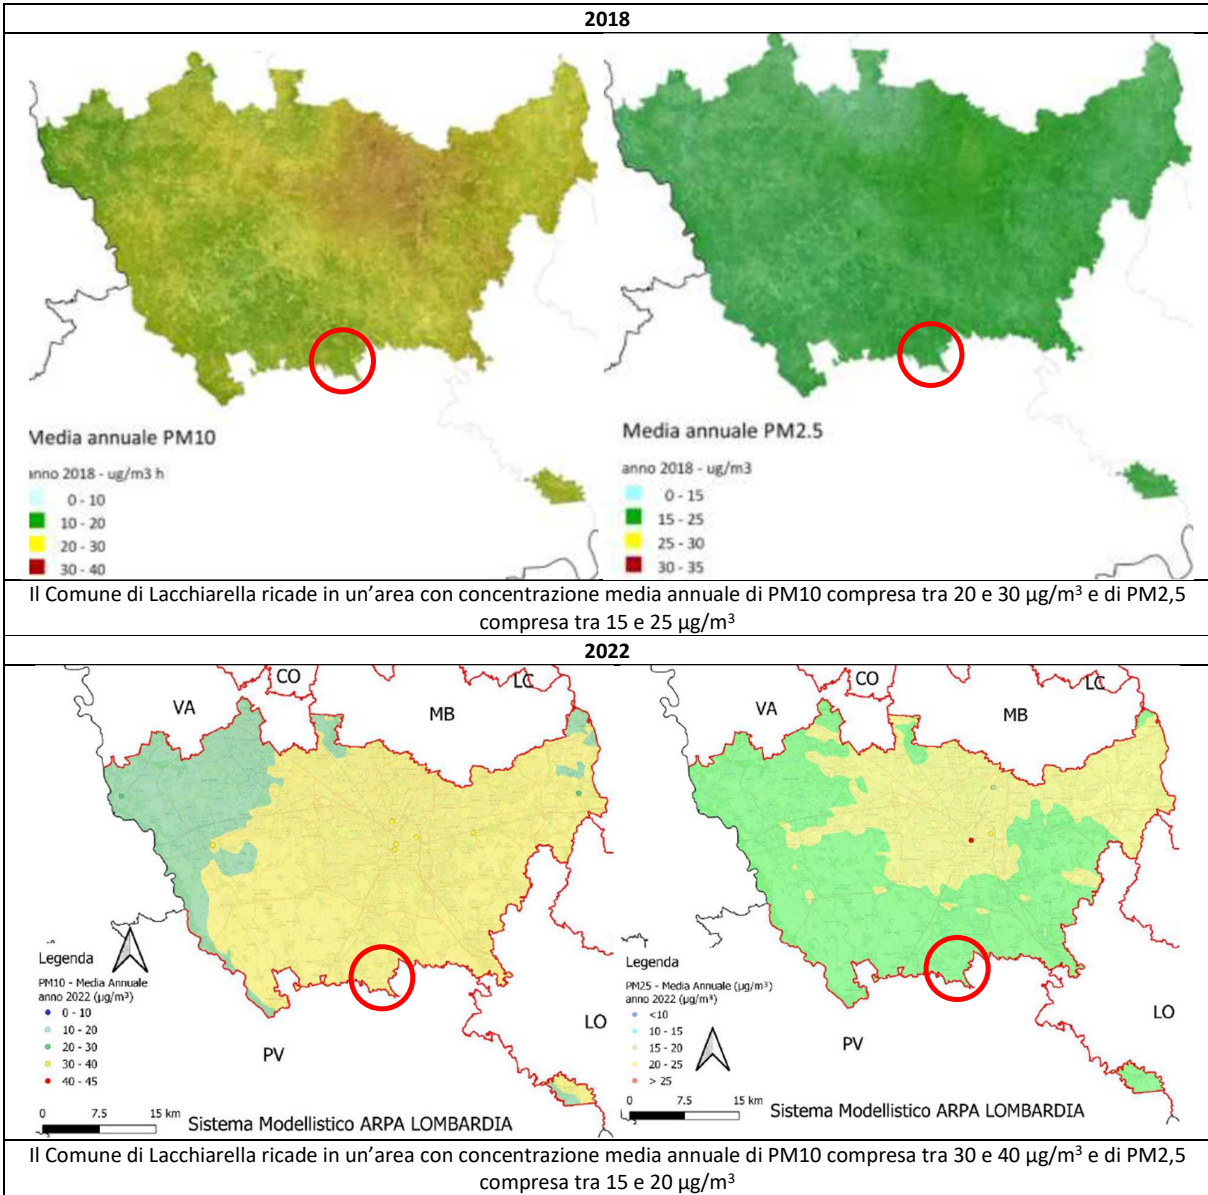 2018
Media annuale PM10
anno 2018 - ug/m3 h
0 - 10
10 - 20
20 - 30
30 - 40
Media annuale PM2.5
anno 2018 - ug/m3
0 - 15
15 - 25
25 - 30
30 - 35
Il Comune di Lacchiarella ricade in un'area con concentrazione media annuale di PM10 compresa tra 20 e 30 µg/m³ e di PM2,5
compresa tra 15 e 25 µg/m³
2022
CO
LC
VA
MB
Legenda
PM10 - Media Annuale
anno 2022 (µg/m³)
0 - 10
10 - 20
20 - 30
30 - 40
40 - 45
LO
PV
0 7.5 15 km
Sistema Modellistico ARPA LOMBARDIA
CO
LC
VA
MB
Legenda
PM25 - Media Annuale (µg/m³)
anno 2022 (µg/m³)
<10
10 - 15
15 - 20
20 - 25
> 25
LO
PV
0 7.5 15 km
Sistema Modellistico ARPA LOMBARDIA
Il Comune di Lacchiarella ricade in un'area con concentrazione media annuale di PM10 compresa tra 30 e 40 µg/m³ e di PM2,5
compresa tra 15 e 20 µg/m³